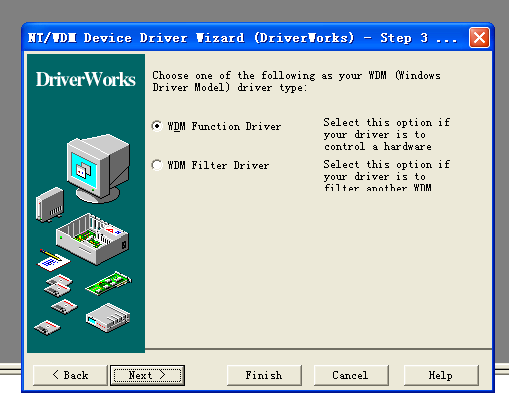 NT/WDM Device Driver Wizard (DriverWorks) - Step 3 ...
DriverWorks
Choose one of the following as your WDM (Windows
Driver Model) driver type:
WDM Function Driver
Select this option if
your driver is to
control a hardware
WDM Filter Driver
Select this option if
your driver is to
filter another WDM
< Back
Next >
Finish
Cancel
Help